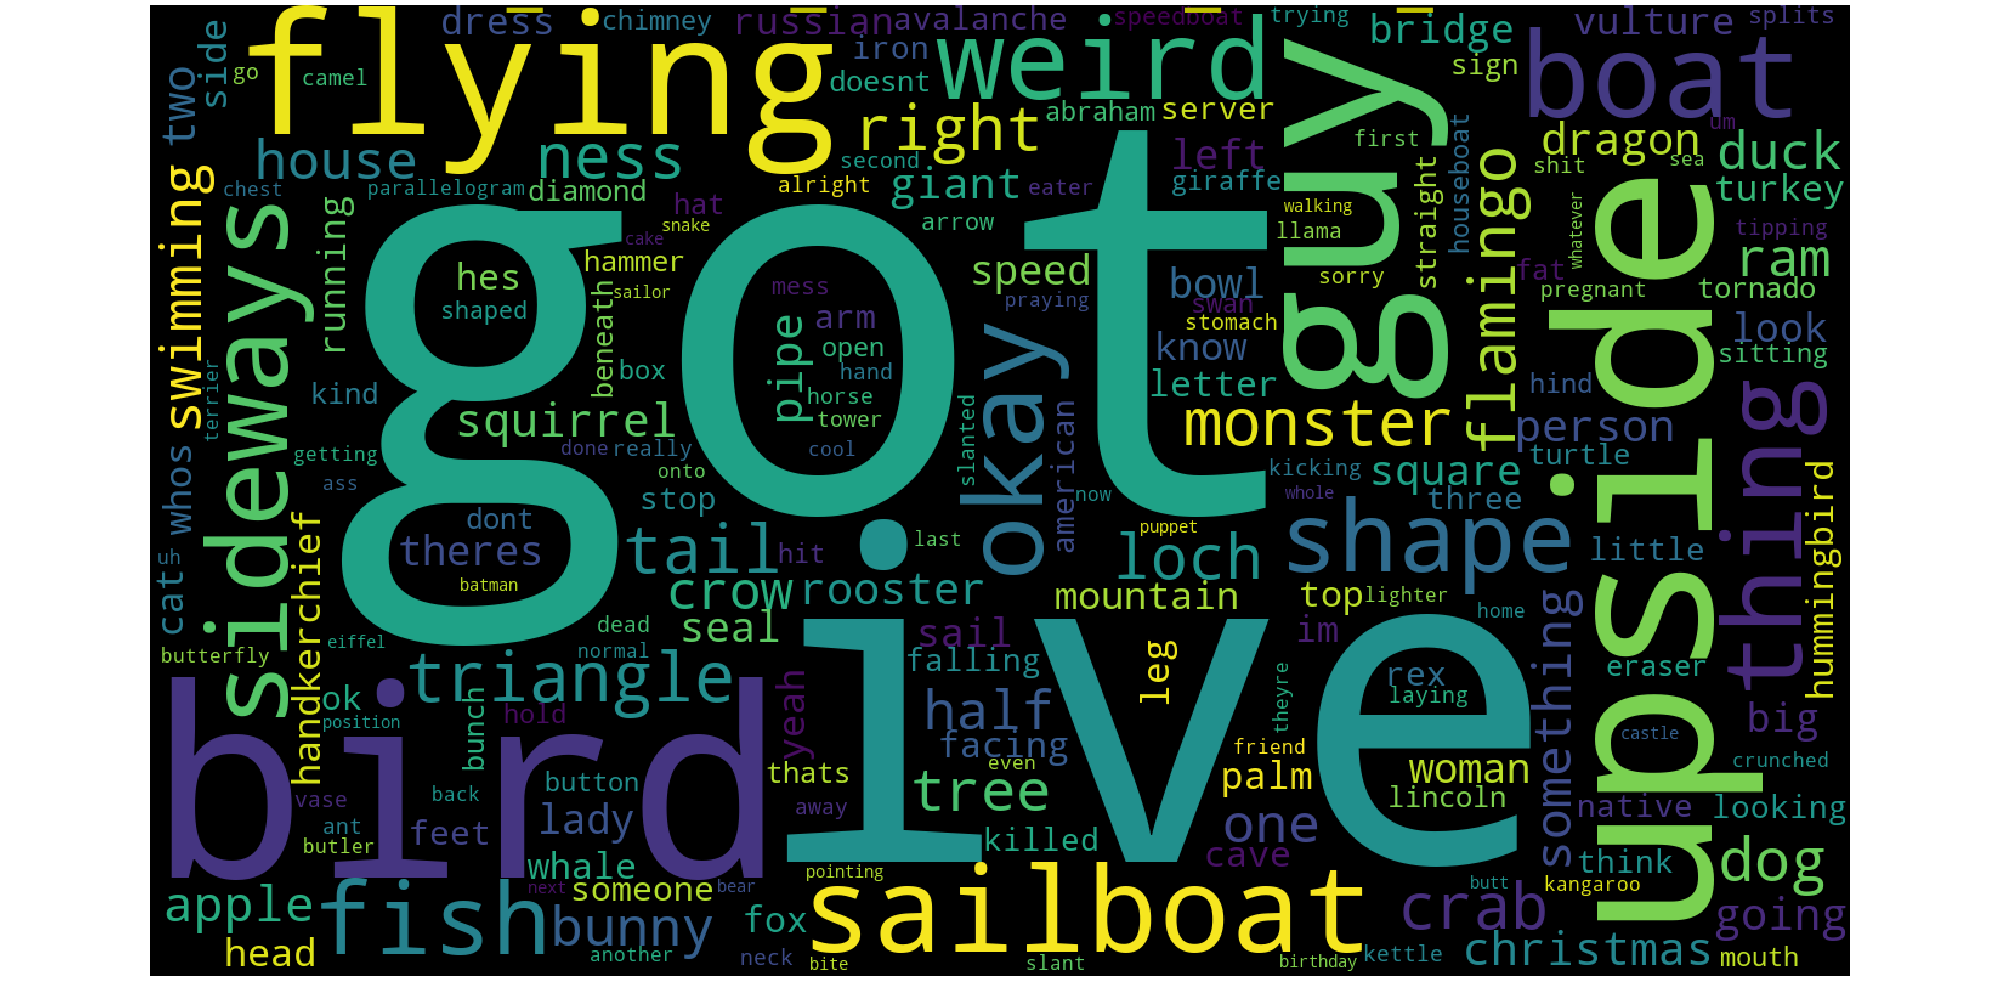 dress
chimney
russian
avalanche
speedboat
trying
bridge
vulture
splits
side
two
go
camel
flying
iron
doesnt
weird
guy
sign
boat
house
ness
right
abraham
server
first
um
dragon
duck
swimming
chest
parallelogram
diamond
second
alright
giant
eater
left
giraffe
straight
houseboat
flamingo
shit
sea
turkey
sideways
running
hat
snake
cake
arrow
walking
llama
whatever
tipping
ram
got
hes
shaped
hammer
sailor
mess
speed
praying
bowl
swan
sorry
fat
pregnant
tornado
upside
beneath
pipe
arm
open
hand
horse
tower
cool
okay
stomach
know
letter
look
sitting
terrier
kind
box
squirrel
slanted
american
monster
hind
person
thing
whos
getting
ass
done
really
onto
stop
now
kicking
whole
square
three
turtle
hummingbird
handkerchief
dont
theres
batman
tail
hit
last
puppet
loch
shape
little
cat
uh
crow
rooster
mountain
top
lighter
home
something
butterfly
eiffel
dead
normal
seal
sail
falling
im
eraser
triangle
ok
position
bunch
hold
yeah
half
facing
leg
theyre
rex
laying
big
bird
ive
friend
castle
crunched
vase
back
button
thats
even
palm
woman
lincoln
native
looking
ant
butler
feet
lady
away
tree
killed
one
cave
think
dog
whale
pointing
apple
fish
next
someone
bear
sailboat
butt
kangaroo
crab
going
head
bunny
another
fox
neck
bite
slant
birthday
kettle
christmas
mouth